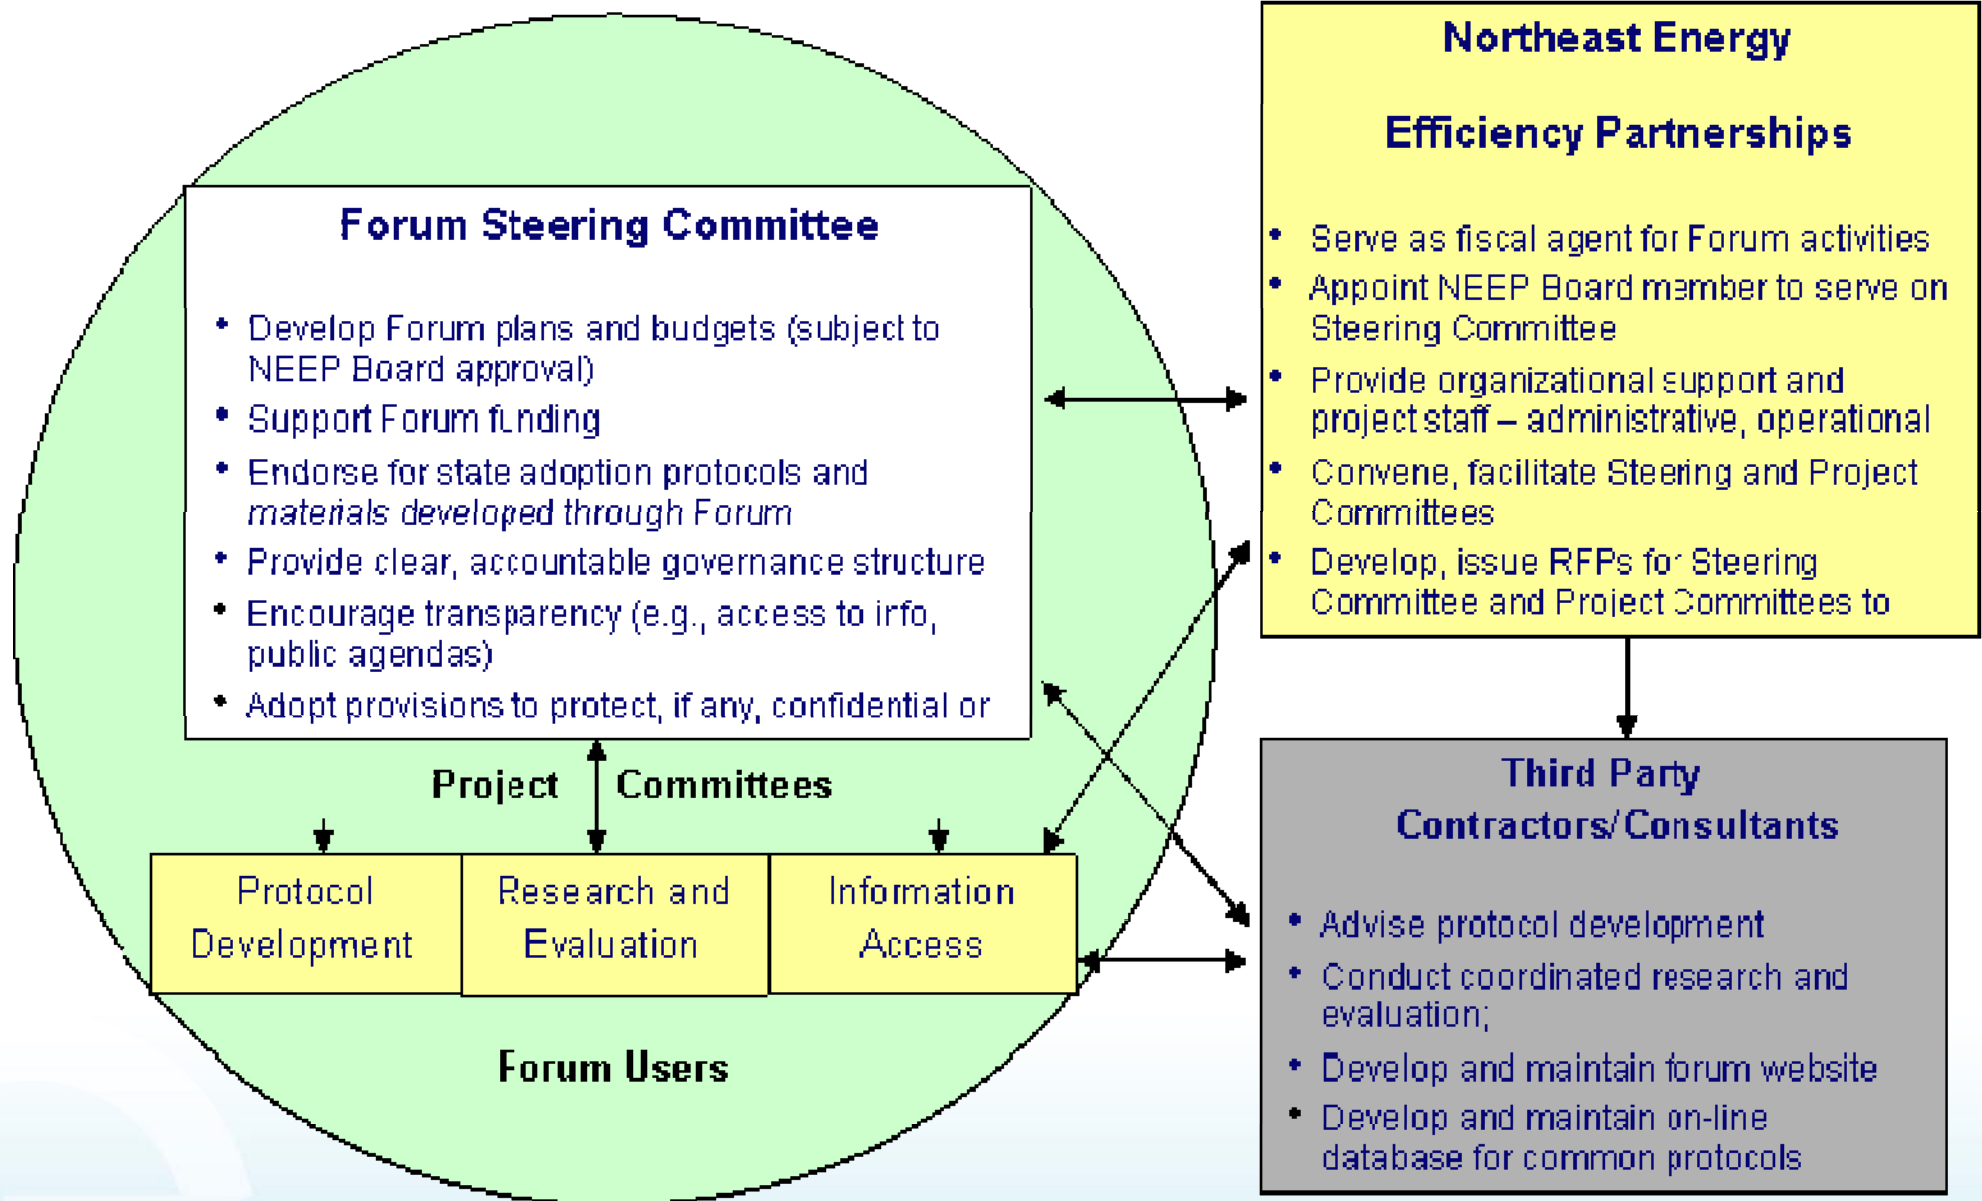 Forum Steering Committee
• Develop Forum plans and budgets (subject to
NEEP Board approval)
• Support Forum funding
• Endorse for state adoption protocols and
materials developed through Forum
• Provide clear, accountable governance structure
• Encourage transparency (e.g., access to info,
public agendas)
• Adopt provisions to protect, if any, confidential or
Project Committees
Protocol
Development
Research and
Evaluation
Information
Access
Forum Users
Northeast Energy
Efficiency Partnerships
• Serve as fiscal agent for Forum activities
• Appoint NEEP Board member to serve on
Steering Committee
• Provide organizational support and
project staff – administrative, operational
• Convene, facilitate Steering and Project
Committees
• Develop, issue RFPs for Steering
Committee and Project Committees to
Third Party
Contractors/Consultants
• Advise protocol development
• Conduct coordinated research and
evaluation;
• Develop and maintain forum website
• Develop and maintain on-line
database for common protocols